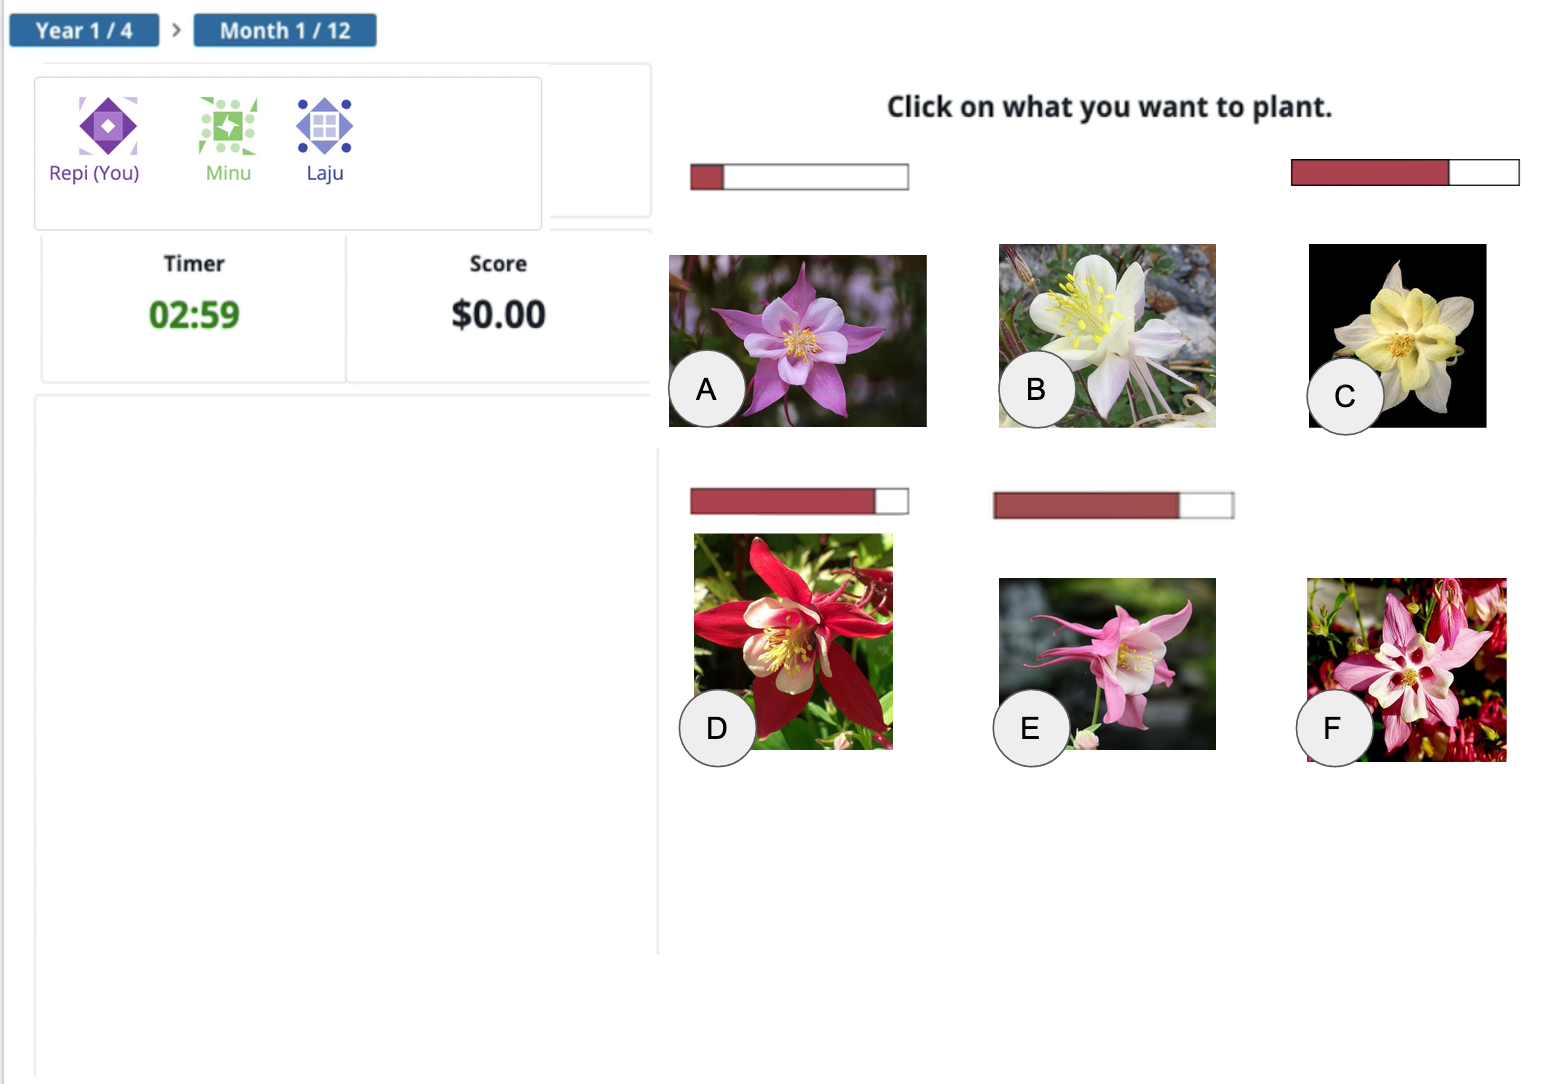 Year 1 / 4 > Month 1 / 12
Repi (You) Minu Laju
Timer Score
02:59 $0.00
Click on what you want to plant.
A B C
D E F